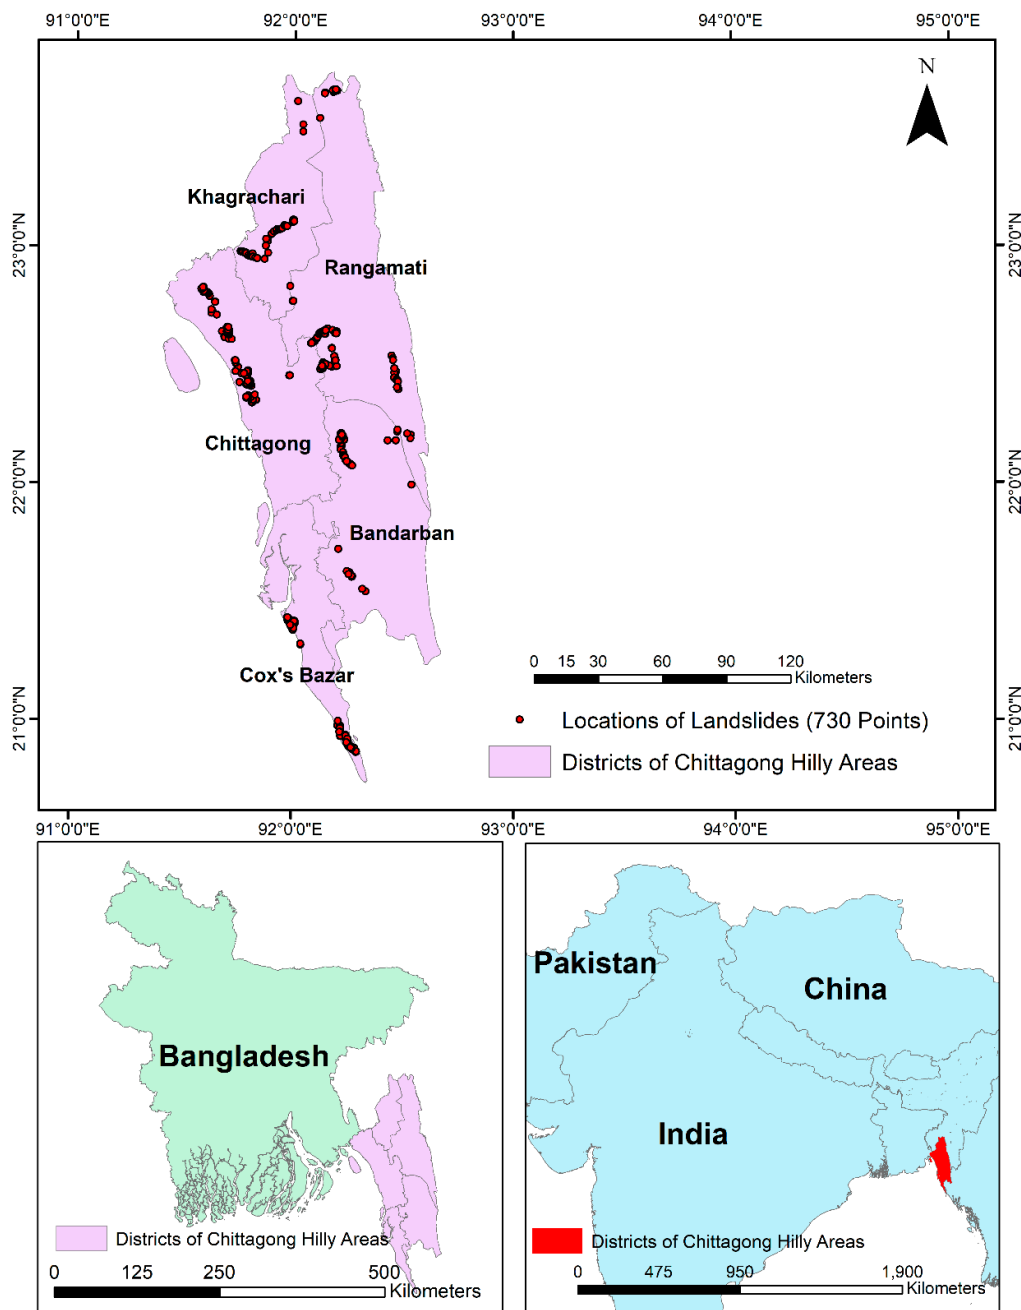 91°0'0"E 92°0'0"E 93°0'0"E 94°0'0"E 95°0'0"E
N
Khagrachari
23°0'0"N 23°0'0"N
Rangamati
Chittagong
22°0'0"N 22°0'0"N
Bandarban
0 15 30 60 90 120
Kilometers
Cox's Bazar
21°0'0"N 21°0'0"N
Locations of Landslides (730 Points)
Districts of Chittagong Hilly Areas
91°0'0"E 92°0'0"E 93°0'0"E 94°0'0"E 95°0'0"E
Bangladesh
Districts of Chittagong Hilly Areas
0 125 250 500
Kilometers
Pakistan
China
India
Districts of Chittagong Hilly Areas
0 475 950 1,900
Kilometers